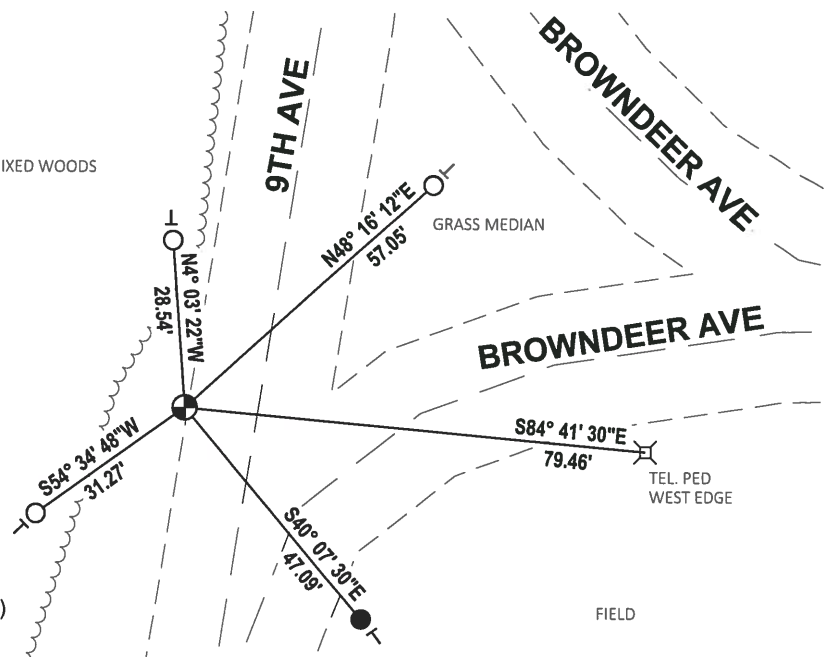 BROWNDEER AVE
9TH AVE
IXED WOODS
N48° 16' 12"E
57.05'
GRASS MEDIAN
N4° 03' 22"W
28.54'
BROWNDEER AVE
S54° 34' 48"W
31.27'
S84° 41' 30"E
79.46'
TEL. PED
WEST EDGE
S40° 07' 30"E
47.09'
)
FIELD